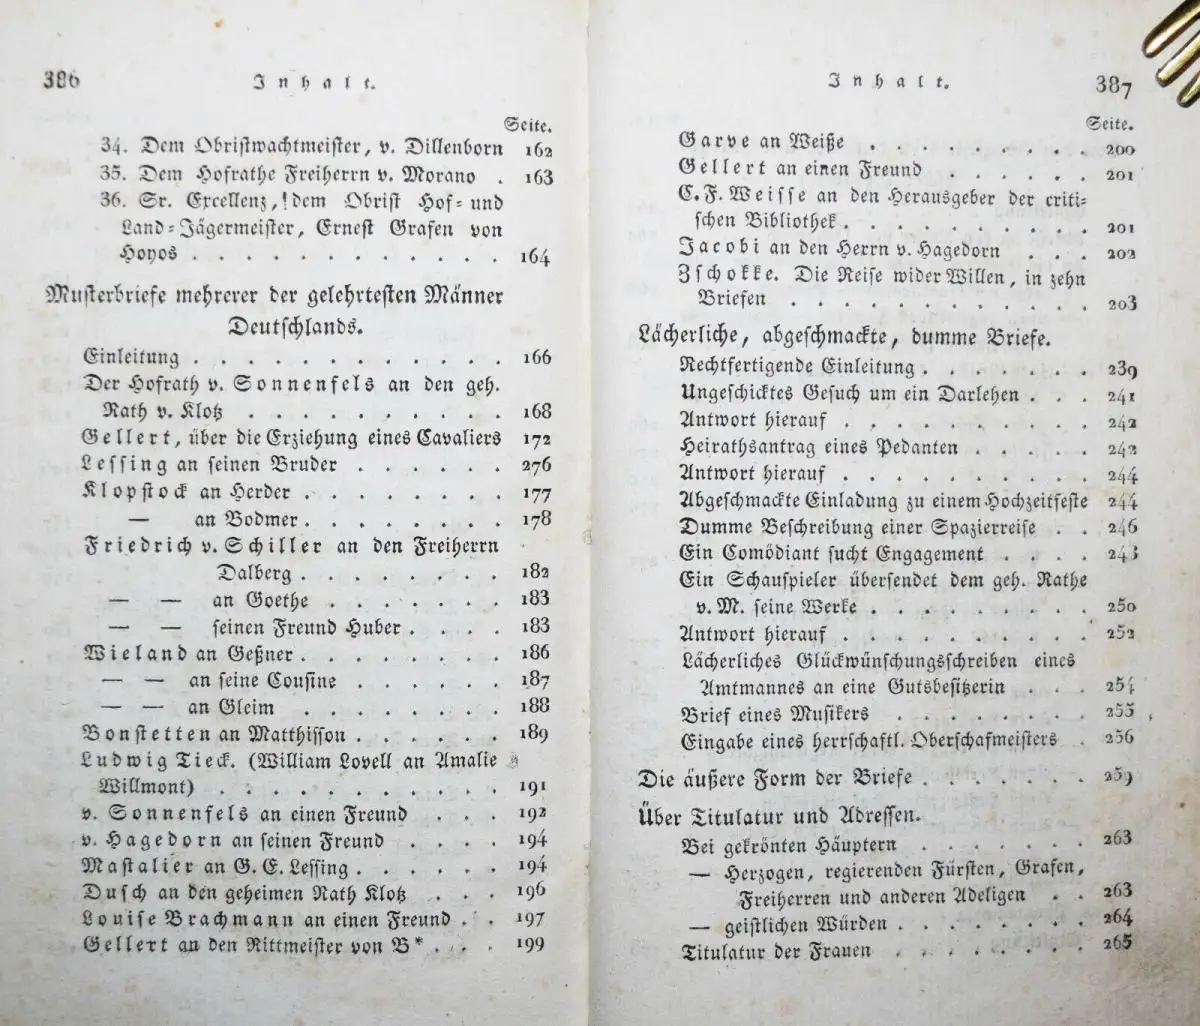 386
Inhalt.
Seite.
34. Dem Obristwachtmeister, v. Dillenborn 162
35. Dem Hofrathe Freiherrn v. Morano . 163
36. Sr. Excellenz, dem Obrist Hof- und
Land-Jägermeister, Ernest Grafen von
Hoyos . . . . . . . . . . . . 164
Musterbriefe mehrerer der gelehrtesten Männer
Deutschlands.
Einleitung . . . . . . . . . . . . 166
Der Hofrath v. Sonnenfels an den geh.
Rath v. Klotz . . . . . . . . . . 168
Gellert, über die Erziehung eines Cavaliers 172
Lessing an seinen Bruder . . . . . . 276
Klopstock an Herder . . . . . . . . 177
— an Bodmer . . . . . . . . 178
Friedrich v. Schiller an den Freiherrn
Dalberg . . . . . . . . 182
— — an Goethe . . . . . . . 183
— — seinen Freund Huber . . . . 183
Wieland an Geßner . . . . . . . . 186
— — an seine Cousine . . . . . . 187
— — an Gleim . . . . . . . . 188
Bonstetten an Matthisson . . . . . . 189
Ludwig Tieck. (William Lovell an Amalie
Willmont) . . . . . . . . . . . 191
v. Sonnenfels an einen Freund . . . 192
v. Hagedorn an seinen Freund . . . . 194
Mastalier an G. E. Lessing . . . . . . 194
Dusch an den geheimen Rath Klotz . . . 196
Louise Brachmann an einen Freund . . 197
Gellert an den Rittmeister von B* . . . 199
Inhalt.
387
Seite.
Garve an Weiße . . . . . . . . . 200
Gellert an einen Freund . . . . . . 201
C. F. Weisse an den Herausgeber der criti-
schen Bibliothek . . . . . . . . . . 201
Jacobi an den Herrn v. Hagedorn . . . 202
Zschokke. Die Reise wider Willen, in zehn
Briefen . . . . . . . . . . . . 203
Lächerliche, abgeschmackte, dumme Briefe.
Rechtfertigende Einleitung . . . . . . . 239
Ungeschicktes Gesuch um ein Darlehen . . . 241
Antwort hierauf . . . . . . . . . . 242
Heirathsantrag eines Pedanten . . . . . 242
Antwort hierauf . . . . . . . . . . 244
Abgeschmackte Einladung zu einem Hochzeitfeste 244
Dumme Beschreibung einer Spazierreise . . 246
Ein Comödiant sucht Engagement . . . .
Ein Schauspieler übersendet dem geh. Rathe
v. M. seine Werke . . . . . . . . . 250
Antwort hierauf . . . . . . . . . . 252
Lächerliches Glückwünschungsschreiben eines
Amtmannes an eine Gutsbesitzerin . . . 254
Brief eines Musikers . . . . . . . . 255
Eingabe eines herrschaftl. Oberschafmeisters . 256
Die äußere Form der Briefe . . . . . . . 259
Über Titulatur und Adressen.
Bei gekrönten Häuptern . . . . . . . 263
— Herzogen, regierenden Fürsten, Grafen,
Freiherren und anderen Adeligen . . 263
— geistlichen Würden . . . . . . . . 264
Titulatur der Frauen . . . . . . . . 265